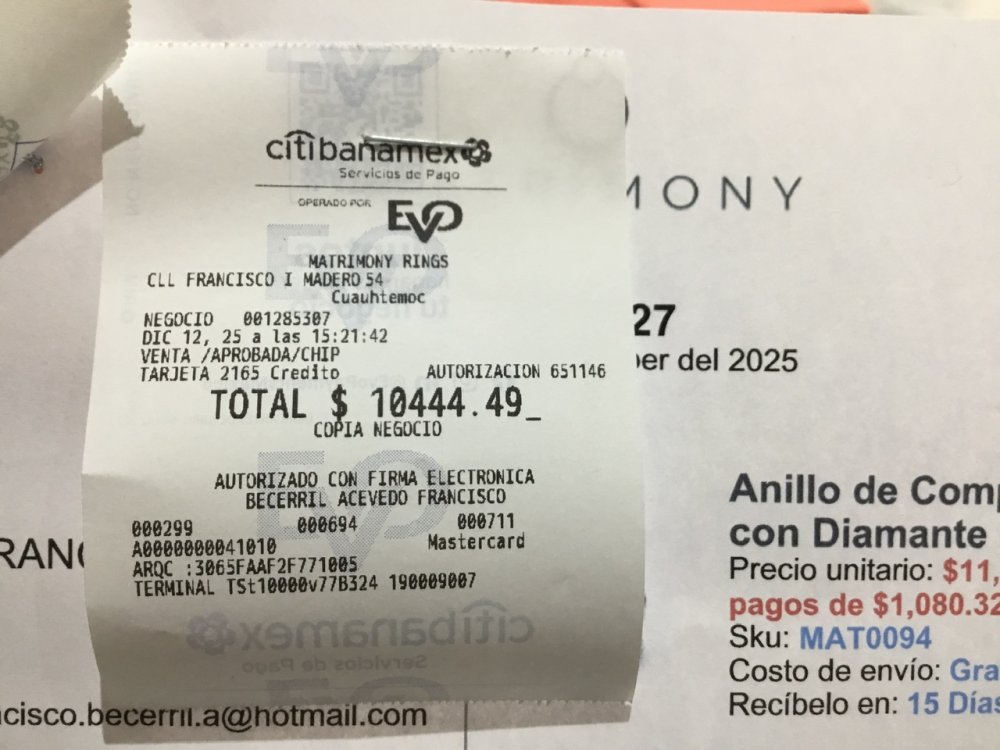 citibanamex
Servicios de Pago
OPERADO POR
EVO
MATRIMONY RINGS
CLL FRANCISCO I MADERO 54
Cuauhtemoc
NEGOCIO 001285307
DIC 12, 25 a las 15:21:42
VENTA /APROBADA/CHIP
TARJETA 2165 Credito AUTORIZACION 651146
TOTAL $ 10444.49_
COPIA NEGOCIO
AUTORIZADO CON FIRMA ELECTRONICA
BECERRIL ACEVEDO FRANCISCO
000299 000694 000711
A0000000041010 Mastercard
ARQC :3065FAAF2F771005
TERMINAL TSt10000v77B324 190009007
citibanamex
Servicios de Pago
MONY
27
ber del 2025
Anillo de Comp
con Diamante
Precio unitario: $11,
pagos de $1,080.32
Sku: MAT0094
Costo de envío: Gra
Recíbelo en: 15 Días
RANC
ncisco.becerril.a@hotmail.com